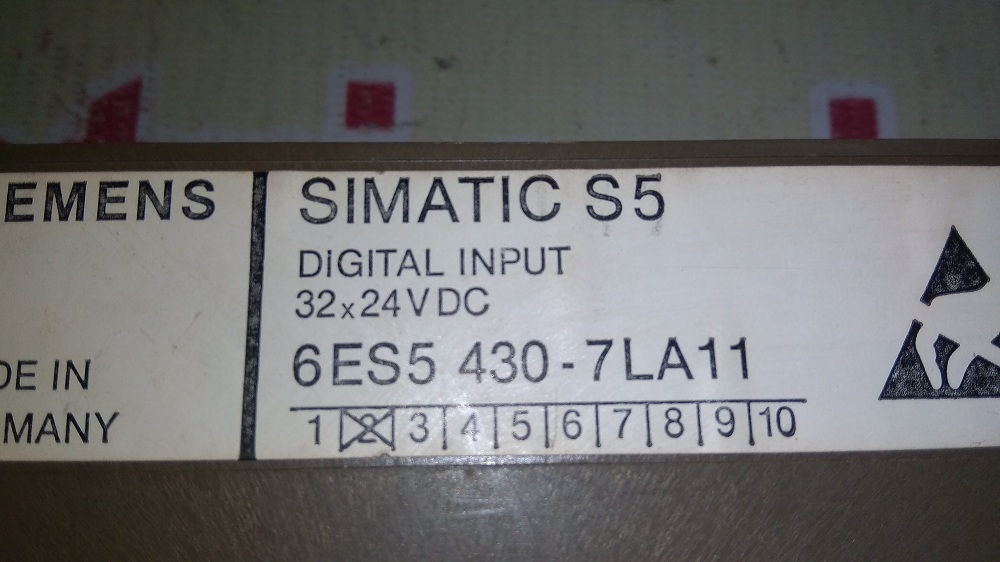 EMENS
SIMATIC S5
DIGITAL INPUT
32x24VDC
6ES5 430-7LA11
1 2 3 4 5 6 7 8 9 10
DE IN
MANY